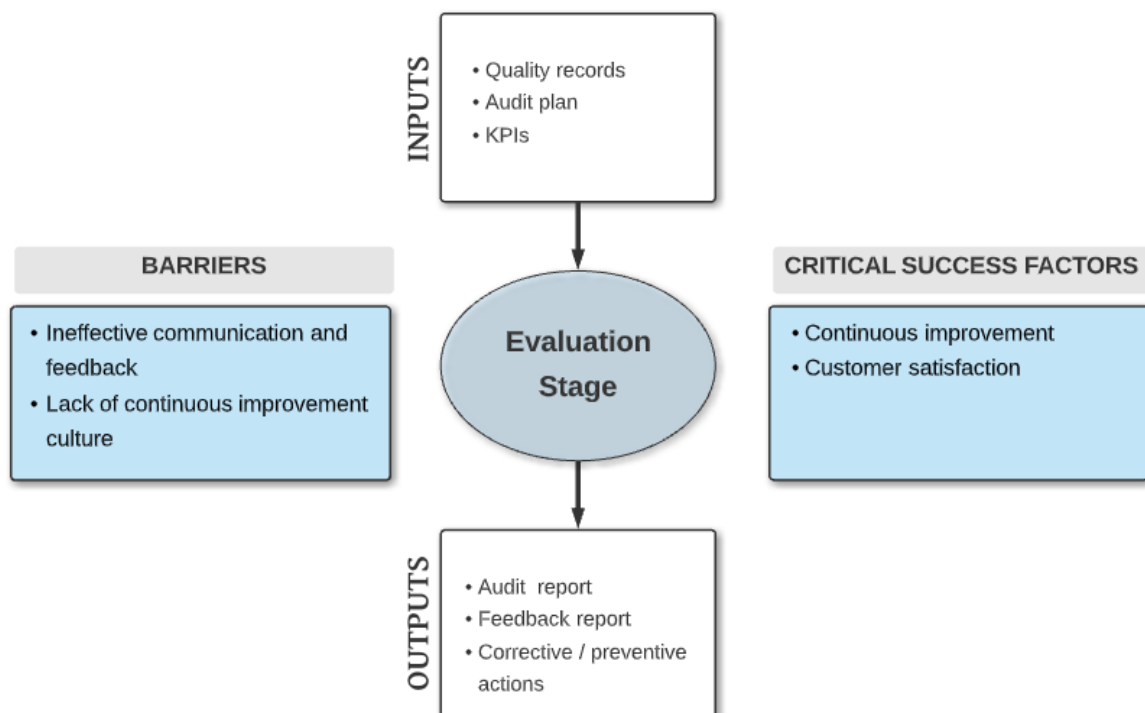 INPUTS
• Quality records
• Audit plan
• KPIs
BARRIERS
• Ineffective communication and
feedback
• Lack of continuous improvement
culture
Evaluation
Stage
CRITICAL SUCCESS FACTORS
• Continuous improvement
• Customer satisfaction
OUTPUTS
• Audit report
• Feedback report
• Corrective / preventive
actions